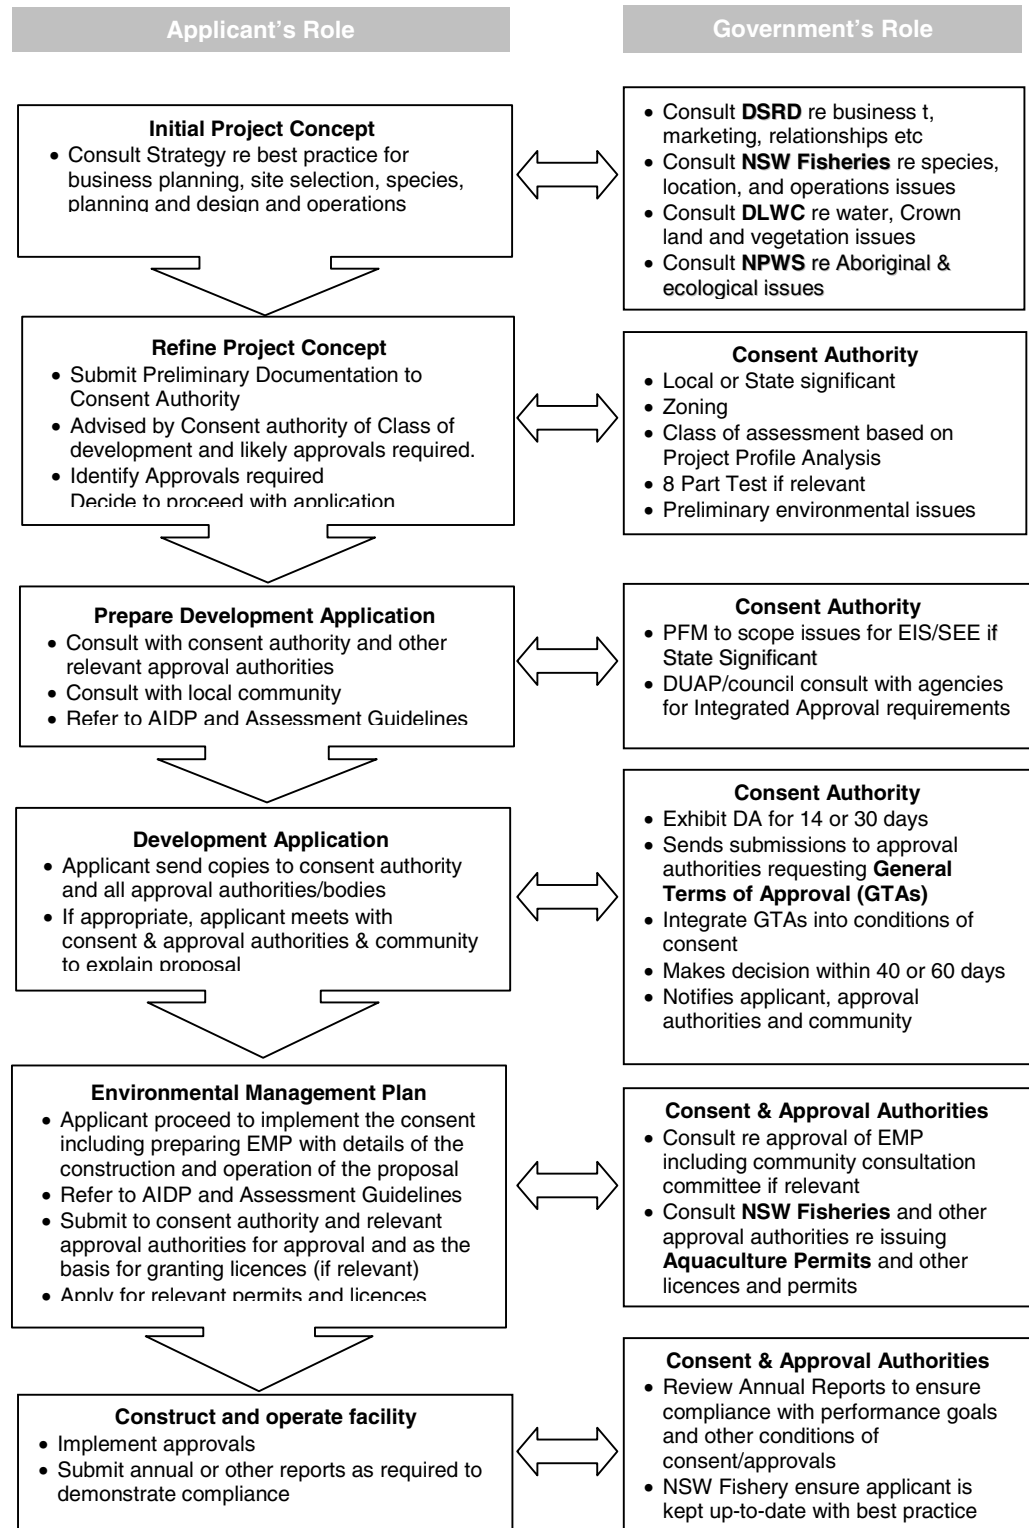 Applicant's Role
Government's Role
Initial Project Concept
• Consult Strategy re best practice for
business planning, site selection, species,
planning and design and operations
• Consult DSRD re business t,
marketing, relationships etc
• Consult NSW Fisheries re species,
location, and operations issues
• Consult DLWC re water, Crown
land and vegetation issues
• Consult NPWS re Aboriginal &
ecological issues
Refine Project Concept
• Submit Preliminary Documentation to
Consent Authority
• Advised by Consent authority of Class of
development and likely approvals required.
• Identify Approvals required
Decide to proceed with application
Consent Authority
• Local or State significant
• Zoning
• Class of assessment based on
Project Profile Analysis
• 8 Part Test if relevant
• Preliminary environmental issues
Prepare Development Application
• Consult with consent authority and other
relevant approval authorities
• Consult with local community
• Refer to AIDP and Assessment Guidelines
Consent Authority
• PFM to scope issues for EIS/SEE if
State Significant
• DUAP/council consult with agencies
for Integrated Approval requirements
Development Application
• Applicant send copies to consent authority
and all approval authorities/bodies
• If appropriate, applicant meets with
consent & approval authorities & community
to explain proposal
Consent Authority
• Exhibit DA for 14 or 30 days
• Sends submissions to approval
authorities requesting General
Terms of Approval (GTAs)
• Integrate GTAs into conditions of
consent
• Makes decision within 40 or 60 days
• Notifies applicant, approval
authorities and community
Environmental Management Plan
• Applicant proceed to implement the consent
including preparing EMP with details of the
construction and operation of the proposal
• Refer to AIDP and Assessment Guidelines
• Submit to consent authority and relevant
approval authorities for approval and as the
basis for granting licences (if relevant)
• Apply for relevant permits and licences
Consent & Approval Authorities
• Consult re approval of EMP
including community consultation
committee if relevant
• Consult NSW Fisheries and other
approval authorities re issuing
Aquaculture Permits and other
licences and permits
Construct and operate facility
• Implement approvals
• Submit annual or other reports as required to
demonstrate compliance
Consent & Approval Authorities
• Review Annual Reports to ensure
compliance with performance goals
and other conditions of
consent/approvals
• NSW Fishery ensure applicant is
kept up-to-date with best practice